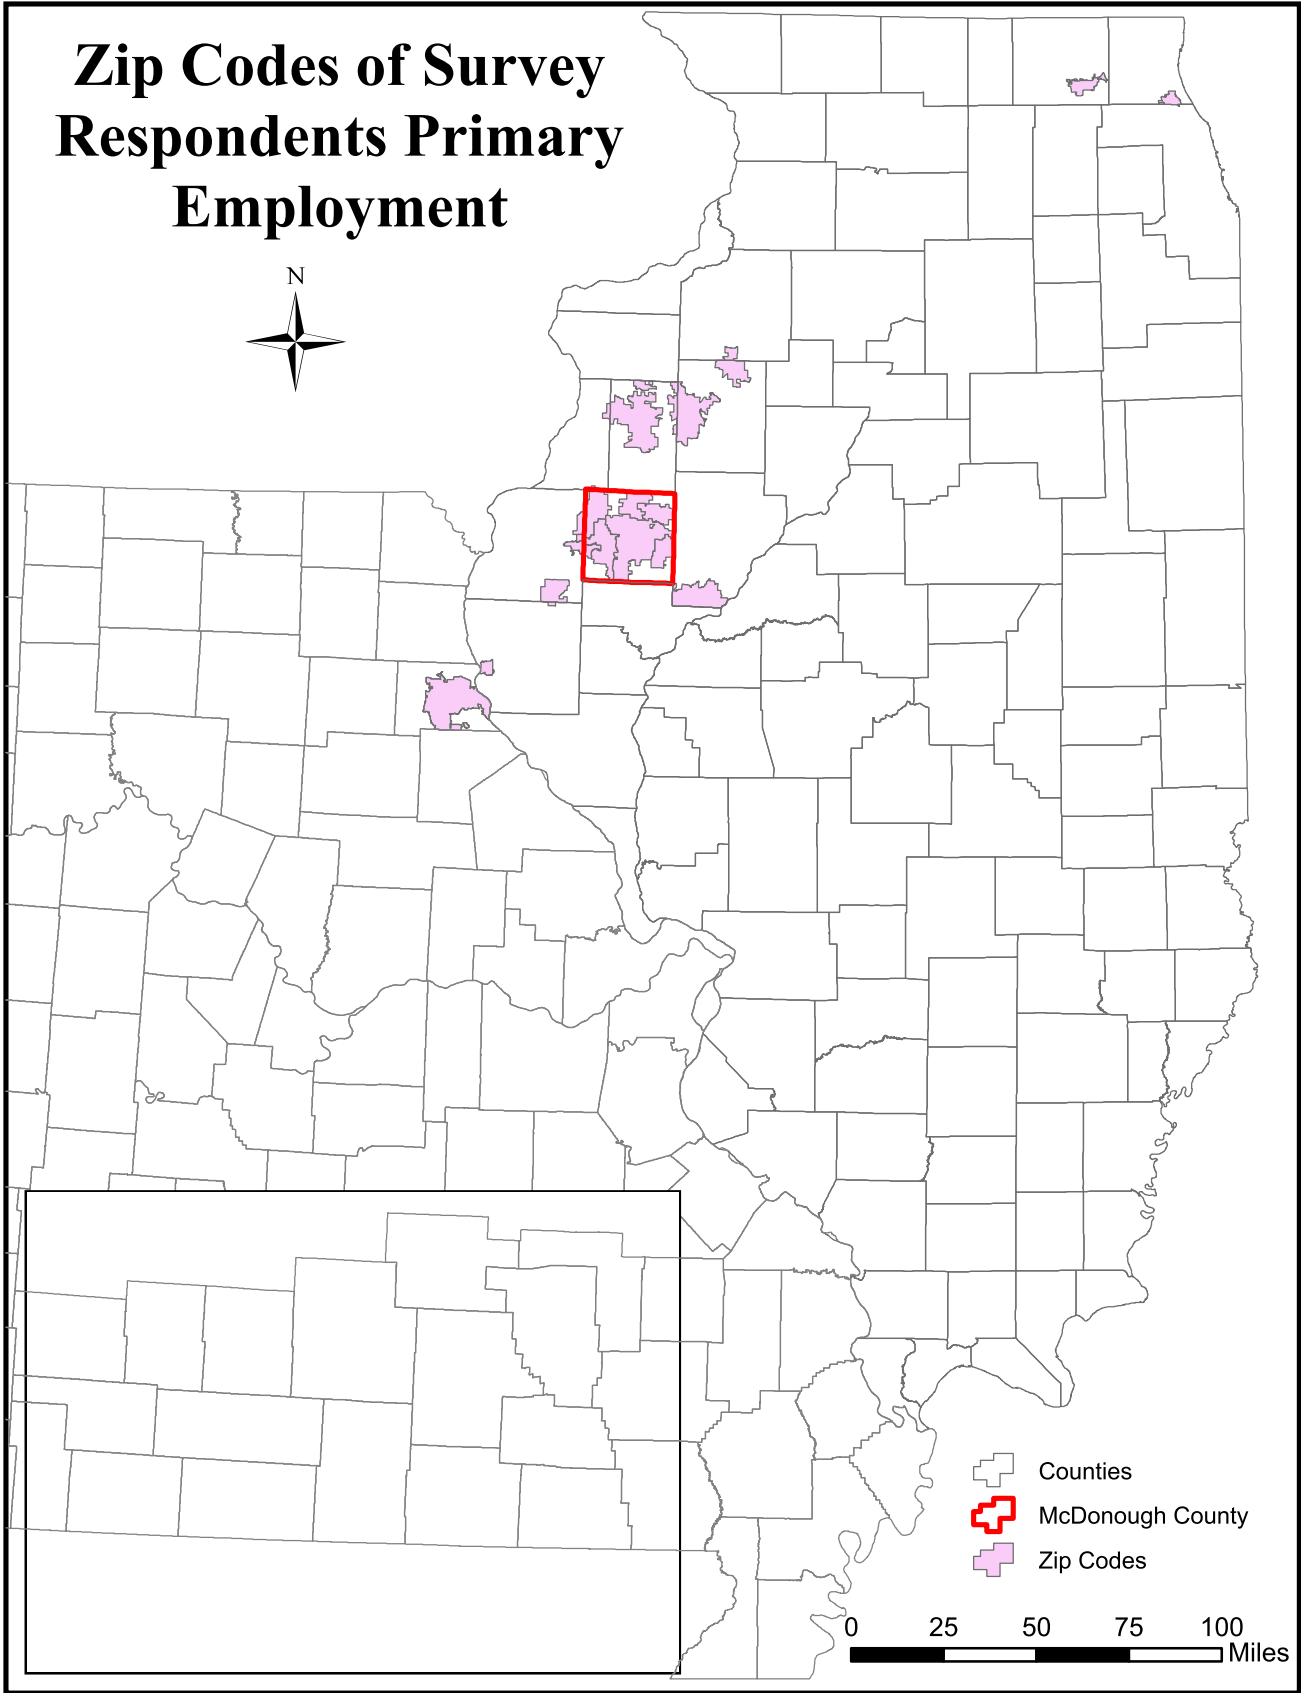 Zip Codes of Survey
Respondents Primary
Employment
N
Counties
McDonough County
Zip Codes
0 25 50 75 100
Miles